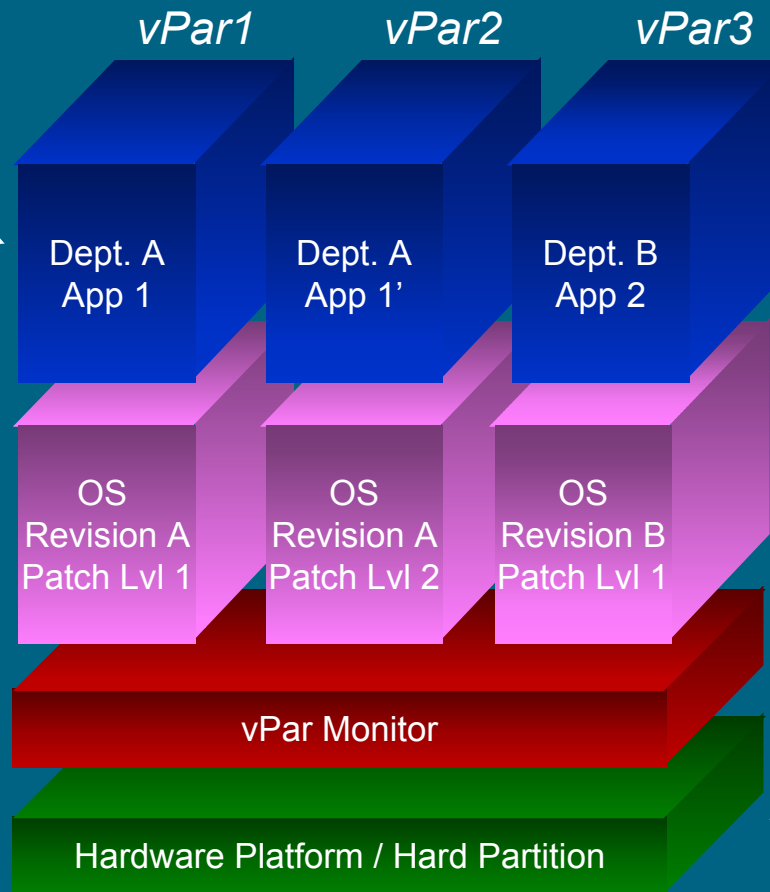 vPar1 vPar2 vPar3
Dept. A
App 1
Dept. A
App 1’
Dept. B
App 2
OS
Revision A
Patch Lvl 1
OS
Revision A
Patch Lvl 2
OS
Revision B
Patch Lvl 1
vPar Monitor
Hardware Platform / Hard Partition